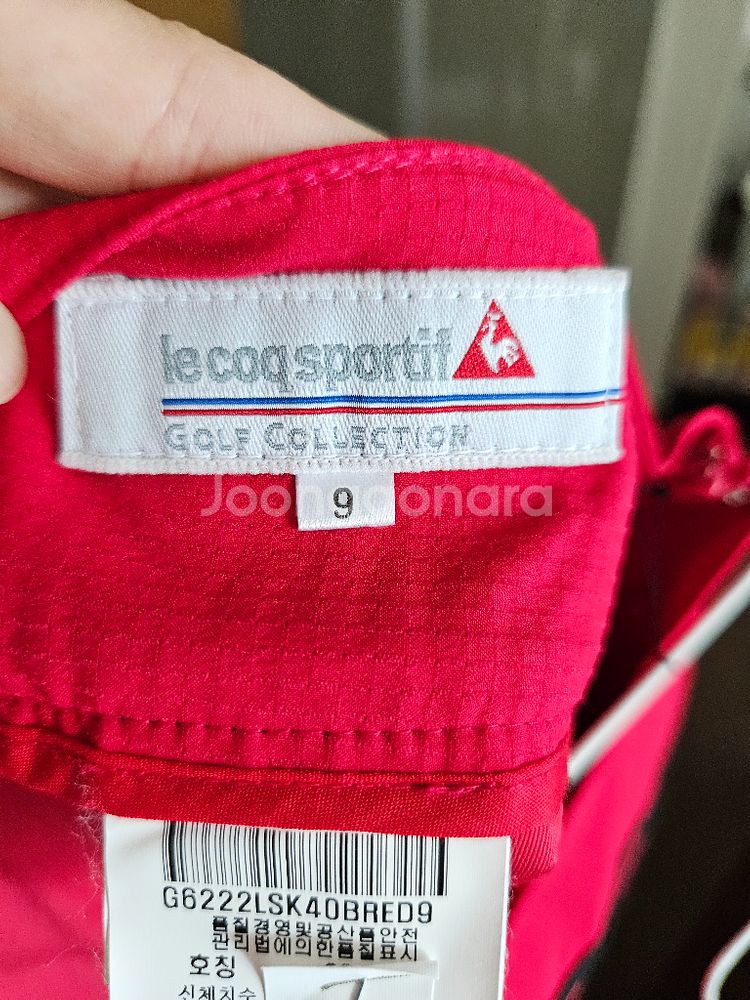 le coq sportif
GOLF COLLECTION
9
Joongonara
G6222LSK40BRED9
품질경영및공산품안전
관리법에의한품질표시
호칭
신체치수